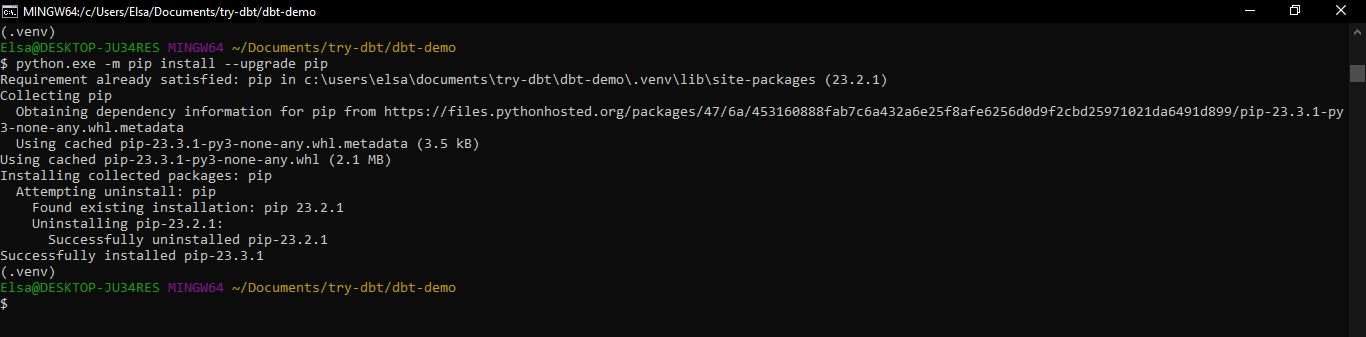 MINGW64:/c/Users/Elsa/Documents/try-dbt/dbt-demo
(.venv)
Elsa@DESKTOP-JU34RES MINGW64 ~/Documents/try-dbt/dbt-demo
$ python.exe -m pip install --upgrade pip
Requirement already satisfied: pip in c:\users\elsa\documents\try-dbt\dbt-demo\.venv\lib\site-packages (23.2.1)
Collecting pip
  Obtaining dependency information for pip from https://files.pythonhosted.org/packages/47/6a/453160888fab7c6a432a6e25f8afe6256d0d9f2cbd25971021da6491d899/pip-23.3.1-py
3-none-any.whl.metadata
  Using cached pip-23.3.1-py3-none-any.whl.metadata (3.5 kB)
Using cached pip-23.3.1-py3-none-any.whl (2.1 MB)
Installing collected packages: pip
  Attempting uninstall: pip
    Found existing installation: pip 23.2.1
    Uninstalling pip-23.2.1:
      Successfully uninstalled pip-23.2.1
Successfully installed pip-23.3.1
(.venv)
Elsa@DESKTOP-JU34RES MINGW64 ~/Documents/try-dbt/dbt-demo
$